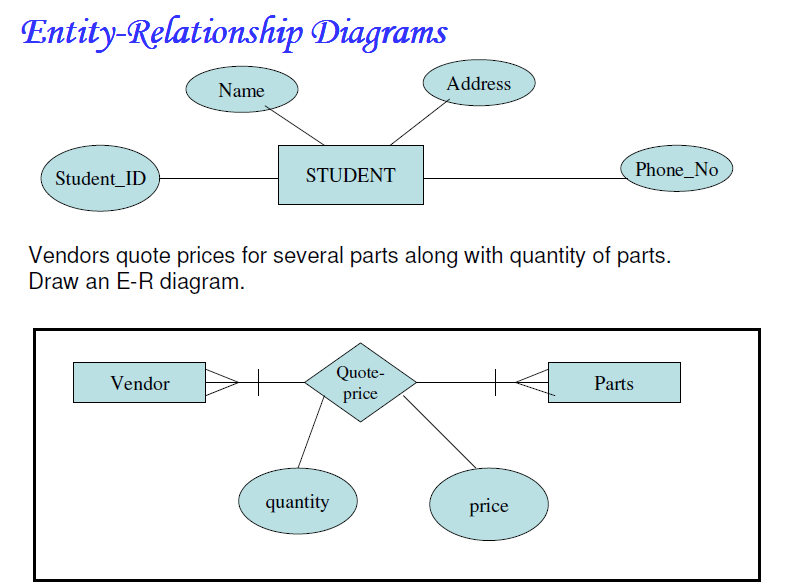 Entity-Relationship Diagrams
Name
Address
Student_ID
STUDENT
Phone_No
Vendors quote prices for several parts along with quantity of parts.
Draw an E-R diagram.
Vendor
Quote-
price
Parts
quantity
price